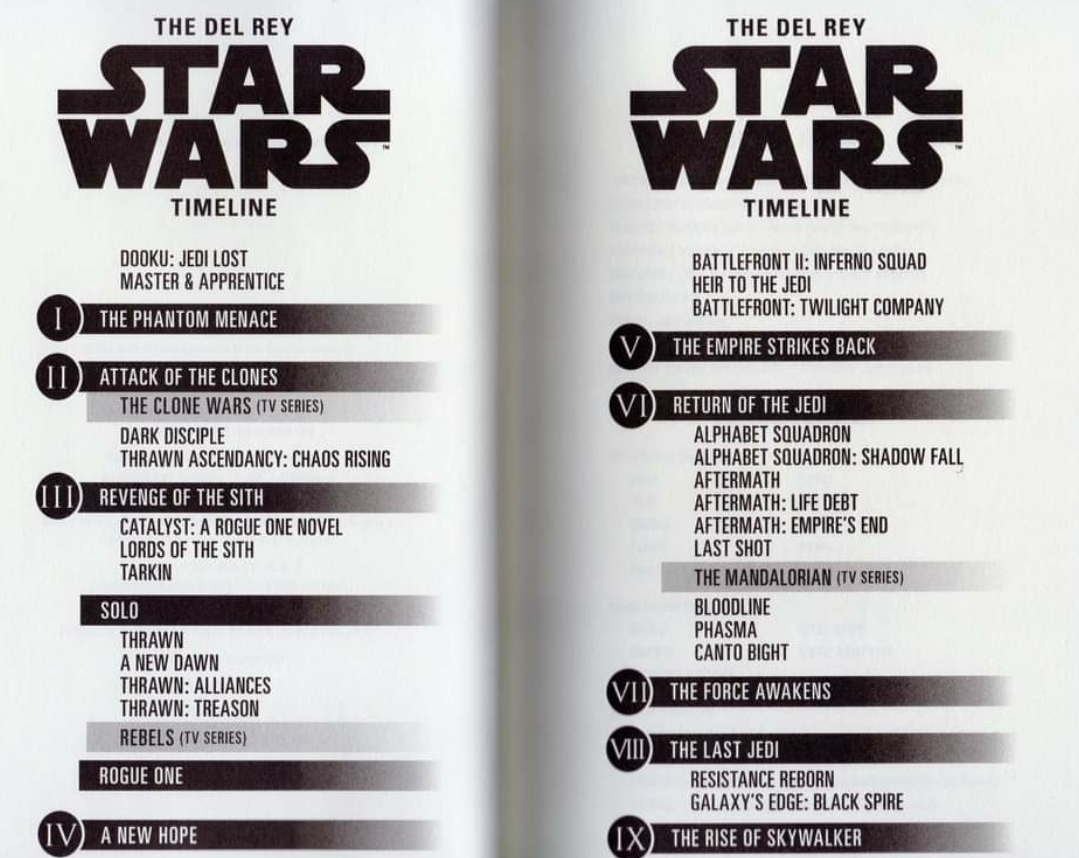 THE DEL REY
STAR
WARS™
TIMELINE
DOOKU: JEDI LOST
MASTER & APPRENTICE
I THE PHANTOM MENACE
II ATTACK OF THE CLONES
THE CLONE WARS (TV SERIES)
DARK DISCIPLE
THRAWN ASCENDANCY: CHAOS RISING
III REVENGE OF THE SITH
CATALYST: A ROGUE ONE NOVEL
LORDS OF THE SITH
TARKIN
SOLO
THRAWN
A NEW DAWN
THRAWN: ALLIANCES
THRAWN: TREASON
REBELS (TV SERIES)
ROGUE ONE
IV A NEW HOPE
THE DEL REY
STAR
WARS™
TIMELINE
BATTLEFRONT II: INFERNO SQUAD
HEIR TO THE JEDI
BATTLEFRONT: TWILIGHT COMPANY
V THE EMPIRE STRIKES BACK
VI RETURN OF THE JEDI
ALPHABET SQUADRON
ALPHABET SQUADRON: SHADOW FALL
AFTERMATH
AFTERMATH: LIFE DEBT
AFTERMATH: EMPIRE'S END
LAST SHOT
THE MANDALORIAN (TV SERIES)
BLOODLINE
PHASMA
CANTO BIGHT
VII THE FORCE AWAKENS
VIII THE LAST JEDI
RESISTANCE REBORN
GALAXY'S EDGE: BLACK SPIRE
IX THE RISE OF SKYWALKER